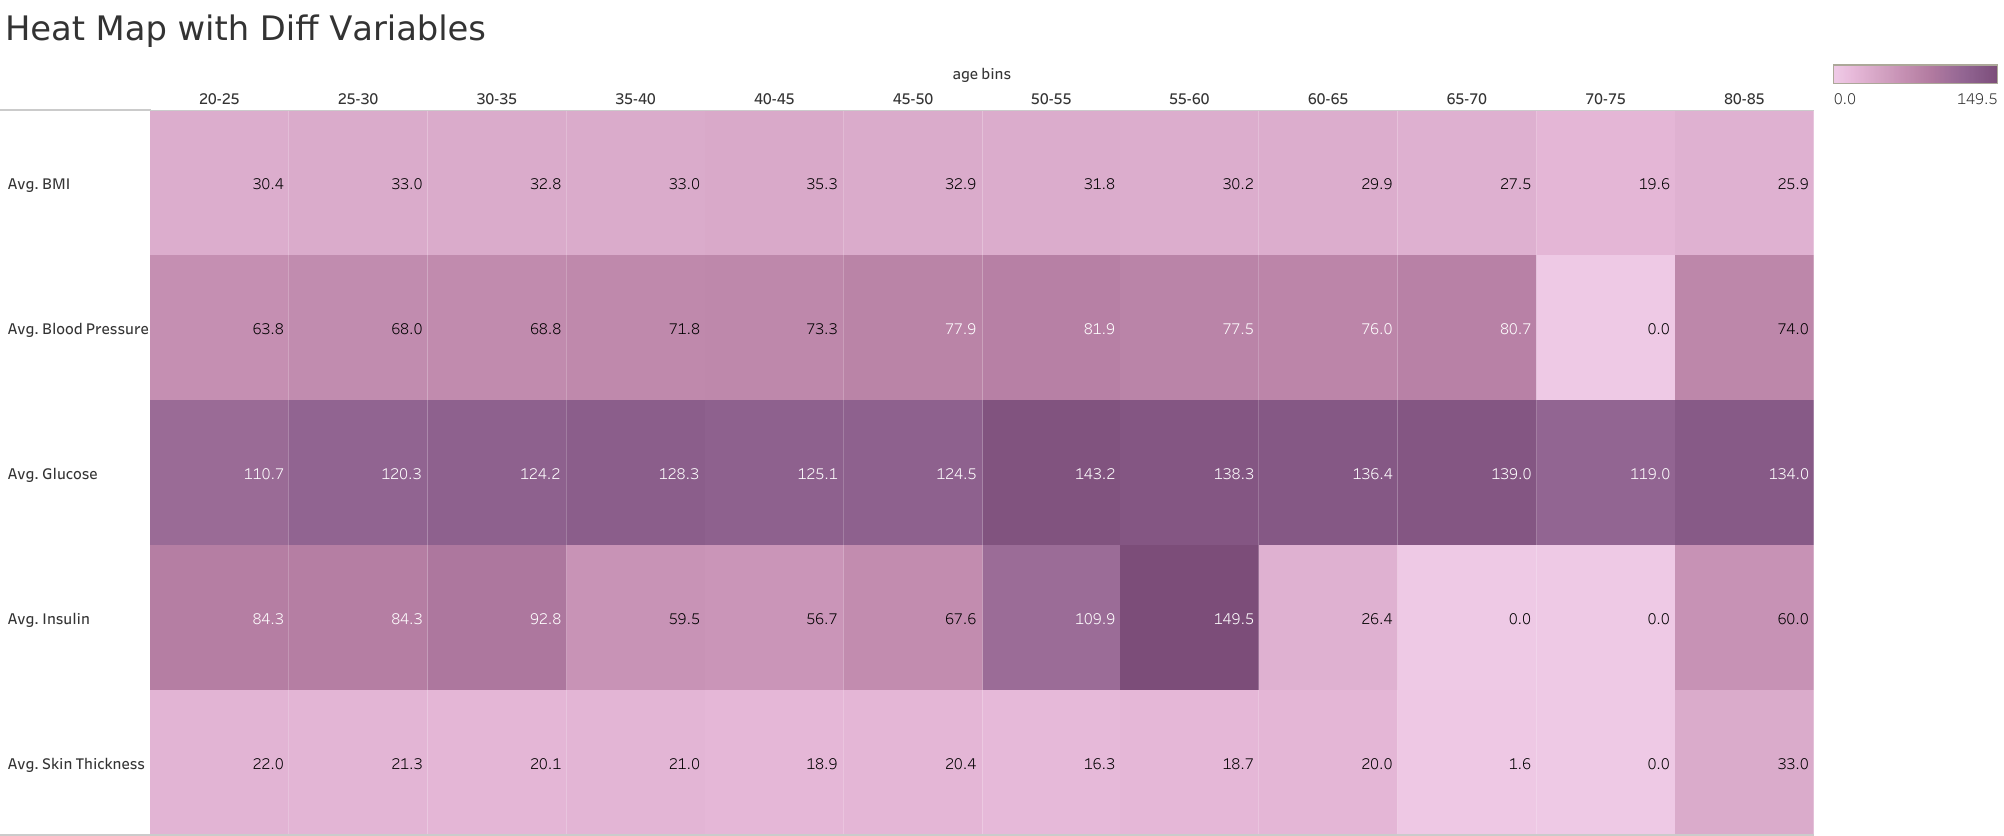 Heat Map with Diff Variables
age bins
20-25 25-30 30-35 35-40 40-45 45-50 50-55 55-60 60-65 65-70 70-75 80-85
0.0 149.5
Avg. BMI 30.4 33.0 32.8 33.0 35.3 32.9 31.8 30.2 29.9 27.5 19.6 25.9
Avg. Blood Pressure 63.8 68.0 68.8 71.8 73.3 77.9 81.9 77.5 76.0 80.7 0.0 74.0
Avg. Glucose 110.7 120.3 124.2 128.3 125.1 124.5 143.2 138.3 136.4 139.0 119.0 134.0
Avg. Insulin 84.3 84.3 92.8 59.5 56.7 67.6 109.9 149.5 26.4 0.0 0.0 60.0
Avg. Skin Thickness 22.0 21.3 20.1 21.0 18.9 20.4 16.3 18.7 20.0 1.6 0.0 33.0